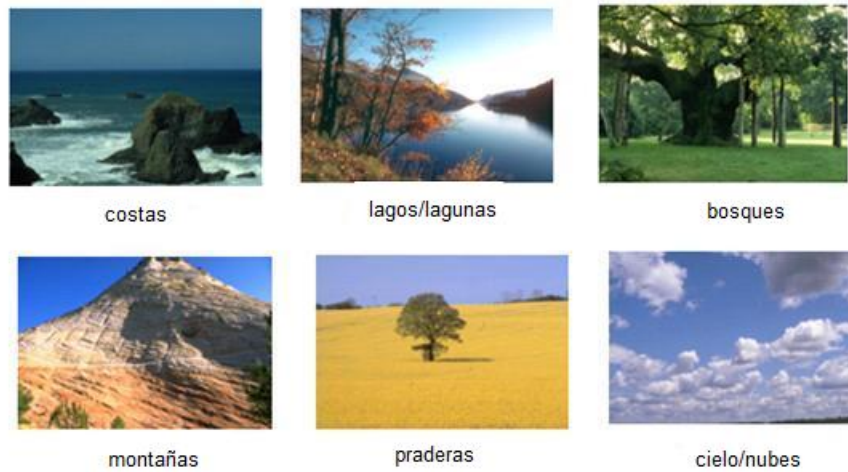 costas
lagos/lagunas
bosques
montañas
praderas
cielo/nubes